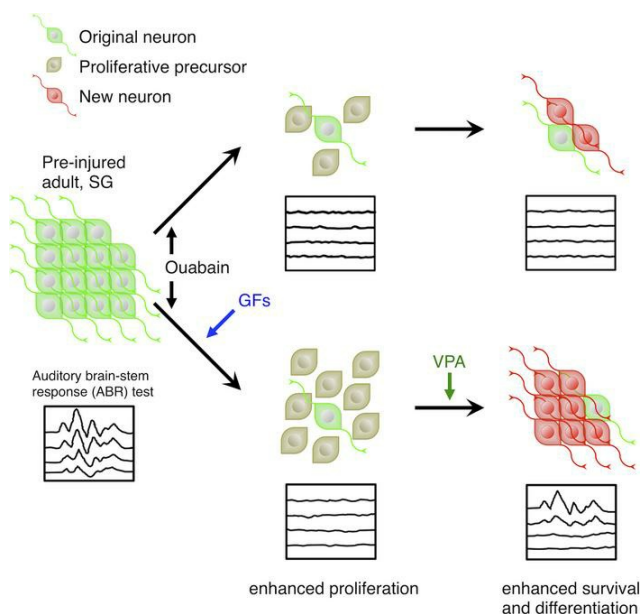 Original neuron
Proliferative precursor
New neuron
Pre-injured
adult, SG
Ouabain
GFs
Auditory brain-stem
response (ABR) test
VPA
enhanced proliferation
enhanced survival
and differentiation